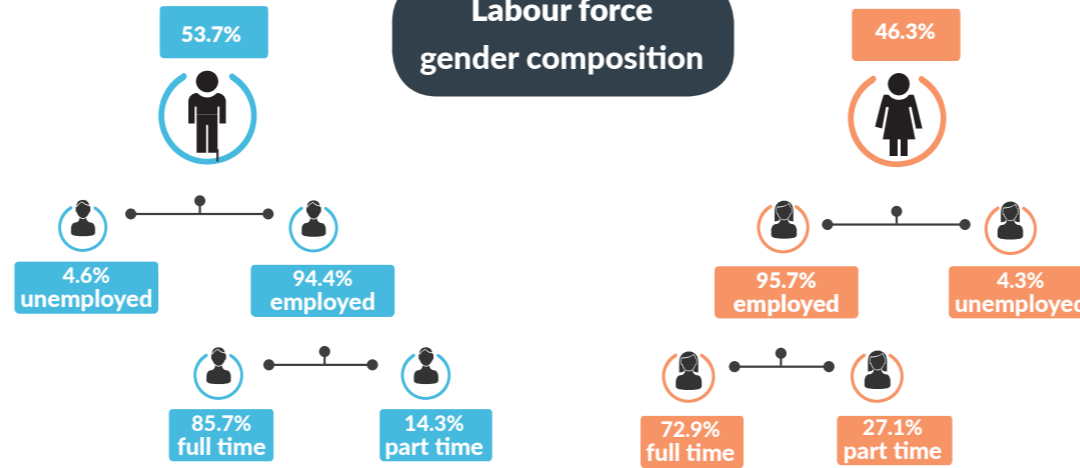 Labour force
gender composition
53.7%
46.3%
4.6%
unemployed
94.4%
employed
95.7%
employed
4.3%
unemployed
85.7%
full time
14.3%
part time
72.9%
full time
27.1%
part time